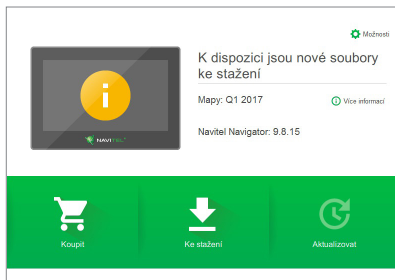 Možnosti
K dispozici jsou nové soubory
ke stažení
NAVITEL
Mapy: Q1 2017
Více informací
Navitel Navigator: 9.8.15
Koupit
Ke stažení
Aktualizovat